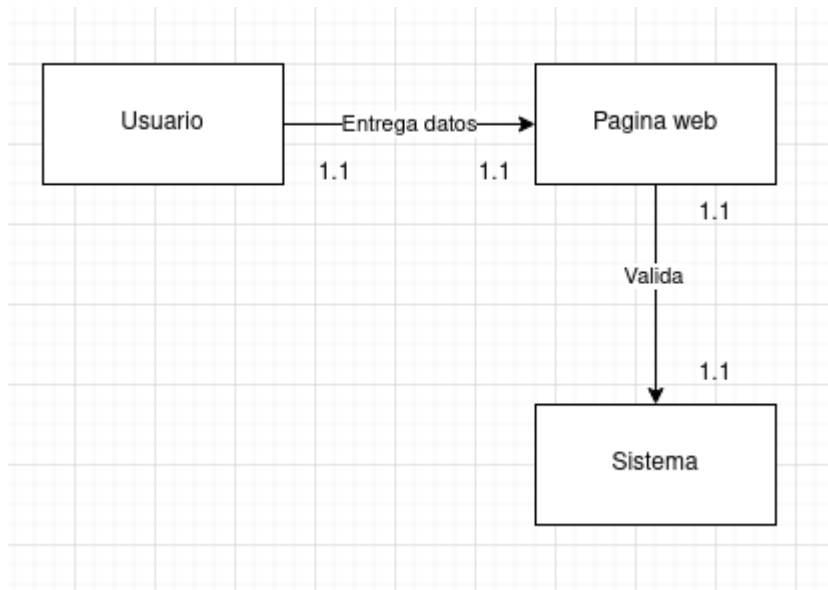 Usuario
Entrega datos
Pagina web
1.1
1.1
1.1
Valida
1.1
Sistema